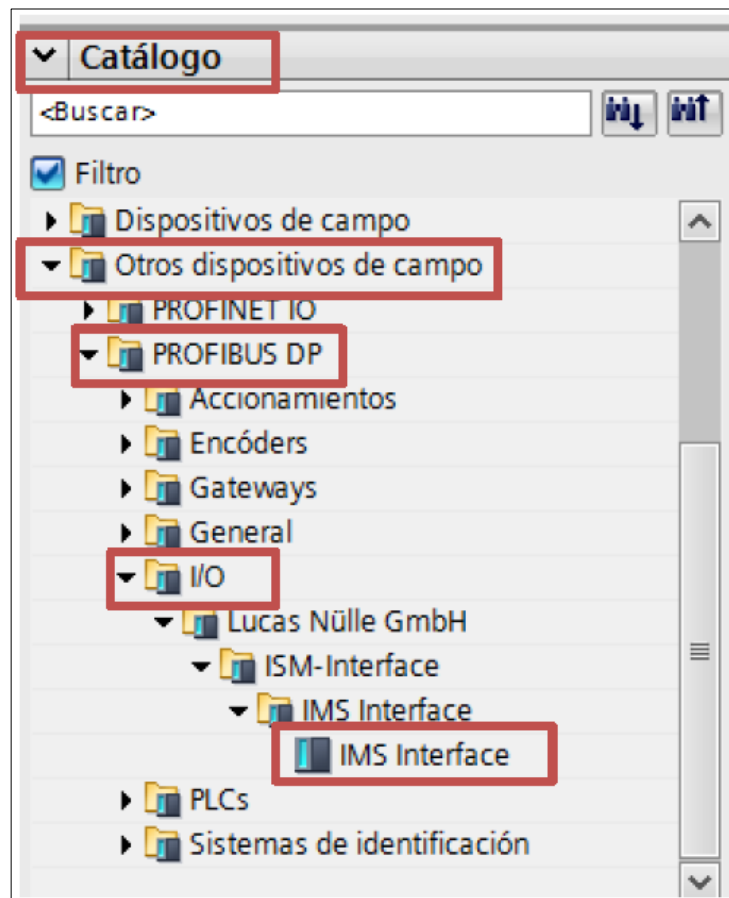 Catálogo
<Buscar>
Filtro
Dispositivos de campo
Otros dispositivos de campo
PROFINET IO
PROFIBUS DP
Accionamientos
Encóders
Gateways
General
I/O
Lucas Nülle GmbH
ISM-Interface
IMS Interface
IMS Interface
PLCs
Sistemas de identificación